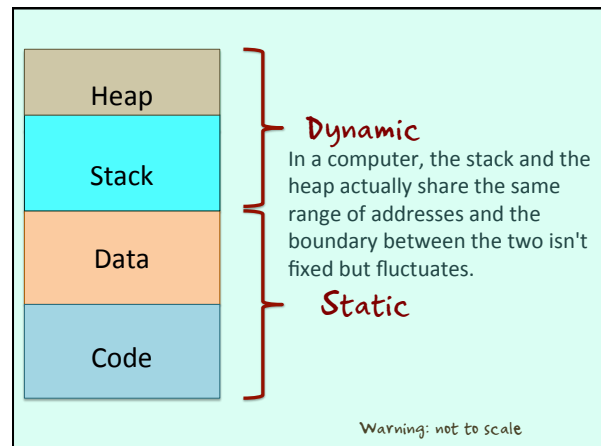 Heap
Stack
Data
Code
Dynamic
In a computer, the stack and the
heap actually share the same
range of addresses and the
boundary between the two isn't
fixed but fluctuates.
Static
Warning: not to scale